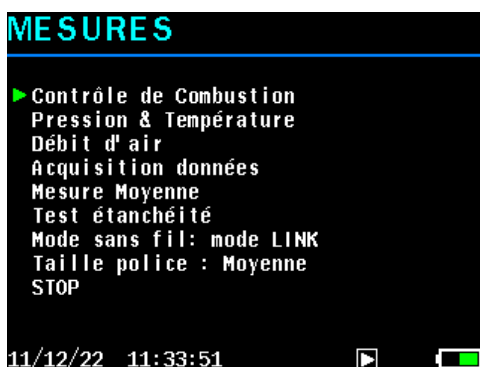 MESURES
Contrôle de Combustion
Pression & Température
Débit d'air
Acquisition données
Mesure Moyenne
Test étanchéité
Mode sans fil: mode LINK
Taille police : Moyenne
STOP
11/12/22 11:33:51